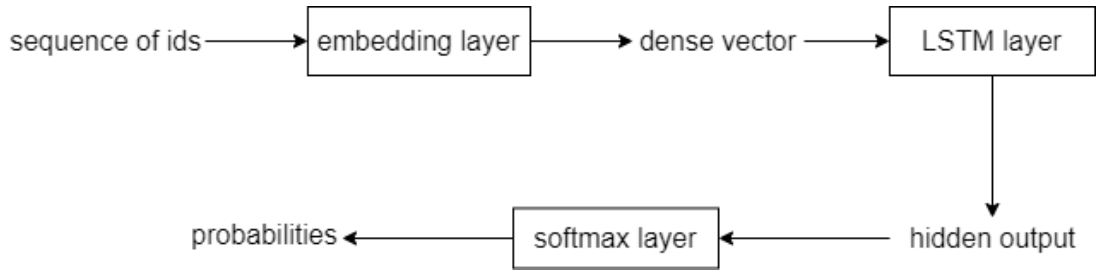 sequence of ids
embedding layer
dense vector
LSTM layer
hidden output
softmax layer
probabilities